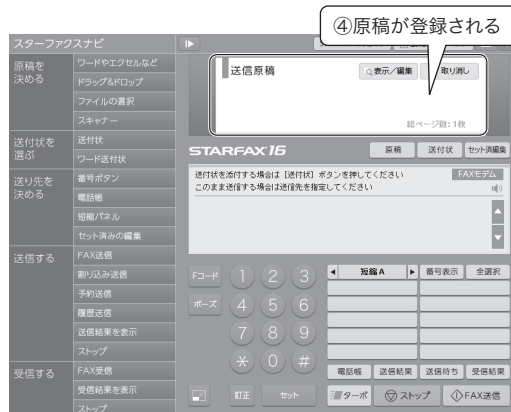 ④原稿が登録される
スターファクスナビ
原稿を
決める
ワードやエクセルなど
ドラッグ&ドロップ
ファイルの選択
スキャナー
送付状を
選ぶ
送付状
ワード送付状
送り先を
決める
番号ボタン
電話帳
短縮パネル
セット済みの編集
送信する
FAX送信
割り込み送信
予約送信
履歴送信
送信結果を表示
ストップ
受信する
FAX受信
受信結果を表示
ストップ
送信原稿
表示/編集
取り消し
総ページ数:1枚
STARFAX16
原稿
送付状
セット済編集
送付状を添付する場合は [送付状] ボタンを押してください
このまま送信する場合は送信先を指定してください
FAXモデム
Fコード
1
2
3
短縮A
番号表示
全選択
ポーズ
4
5
6
7
8
9
*
0
#
電話帳
送信結果
送信待ち
受信結果
訂正
セット
ターボ
ストップ
FAX送信